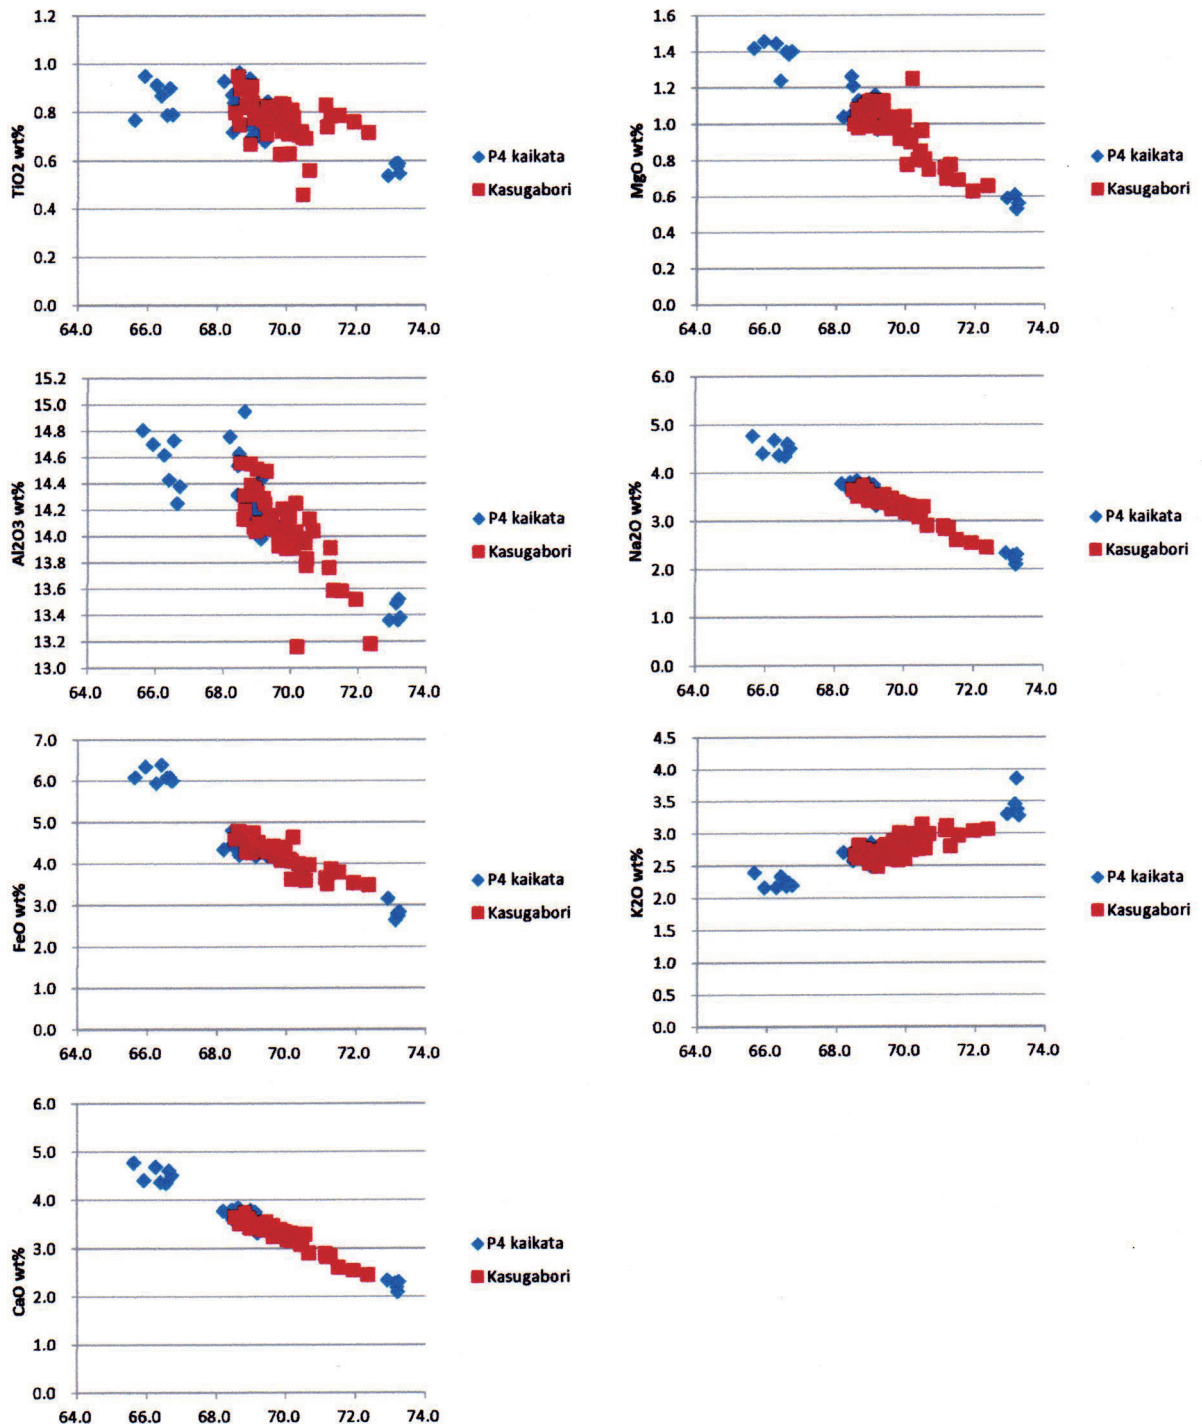 1.2
1.0
0.8
0.6
0.4
0.2
0.0
TiO2 wt%
64.0 66.0 68.0 70.0 72.0 74.0
P4 kaikata
Kasugabori
1.6
1.4
1.2
1.0
0.8
0.6
0.4
0.2
0.0
MgO wt%
64.0 66.0 68.0 70.0 72.0 74.0
P4 kaikata
Kasugabori
15.2
15.0
14.8
14.6
14.4
14.2
14.0
13.8
13.6
13.4
13.2
13.0
Al2O3 wt%
64.0 66.0 68.0 70.0 72.0 74.0
P4 kaikata
Kasugabori
6.0
5.0
4.0
3.0
2.0
1.0
0.0
Na2O wt%
64.0 66.0 68.0 70.0 72.0 74.0
P4 kaikata
Kasugabori
7.0
6.0
5.0
4.0
3.0
2.0
1.0
0.0
FeO wt%
64.0 66.0 68.0 70.0 72.0 74.0
P4 kaikata
Kasugabori
4.5
4.0
3.5
3.0
2.5
2.0
1.5
1.0
0.5
0.0
K2O wt%
64.0 66.0 68.0 70.0 72.0 74.0
P4 kaikata
Kasugabori
6.0
5.0
4.0
3.0
2.0
1.0
0.0
CaO wt%
64.0 66.0 68.0 70.0 72.0 74.0
P4 kaikata
Kasugabori